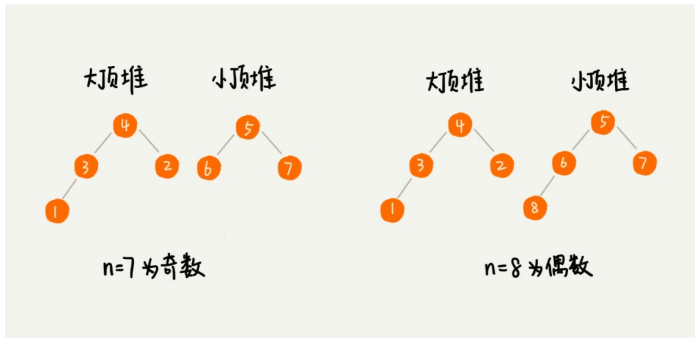 大顶堆 小顶堆 大顶堆 小顶堆
4 5 4 5
3 2 6 7 3 2 6 7
1 1 8
n=7为奇数 n=8为偶数